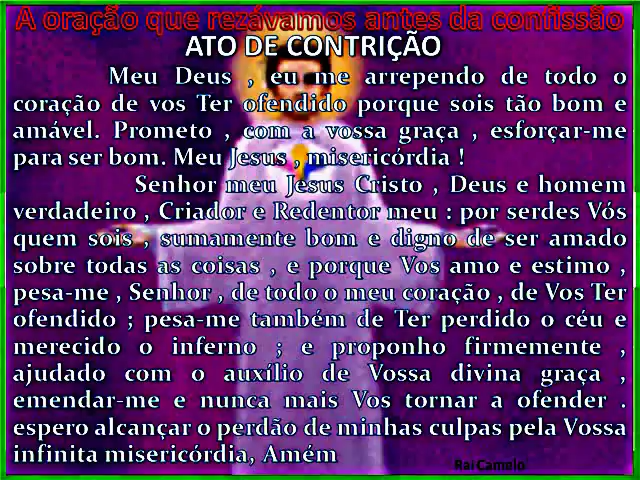 A oração que rezávamos antes da confissão
ATO DE CONTRIÇÃO
Meu Deus , eu me arrependo de todo o
coração de vos Ter ofendido porque sois tão bom e
amável. Prometo , com a vossa graça , esforçar-me
para ser bom. Meu Jesus , misericórdia !
Senhor meu Jesus Cristo , Deus e homem
verdadeiro , Criador e Redentor meu : por serdes Vós
quem sois , sumamente bom e digno de ser amado
sobre todas as coisas , e porque Vos amo e estimo ,
pesa-me , Senhor , de todo o meu coração , de Vos Ter
ofendido ; pesa-me também de Ter perdido o céu e
merecido o inferno ; e proponho firmemente ,
ajudado com o auxílio de Vossa divina graça ,
emendar-me e nunca mais Vos tornar a ofender .
espero alcançar o perdão de minhas culpas pela Vossa
infinita misericórdia, Amém
Rai Camelo